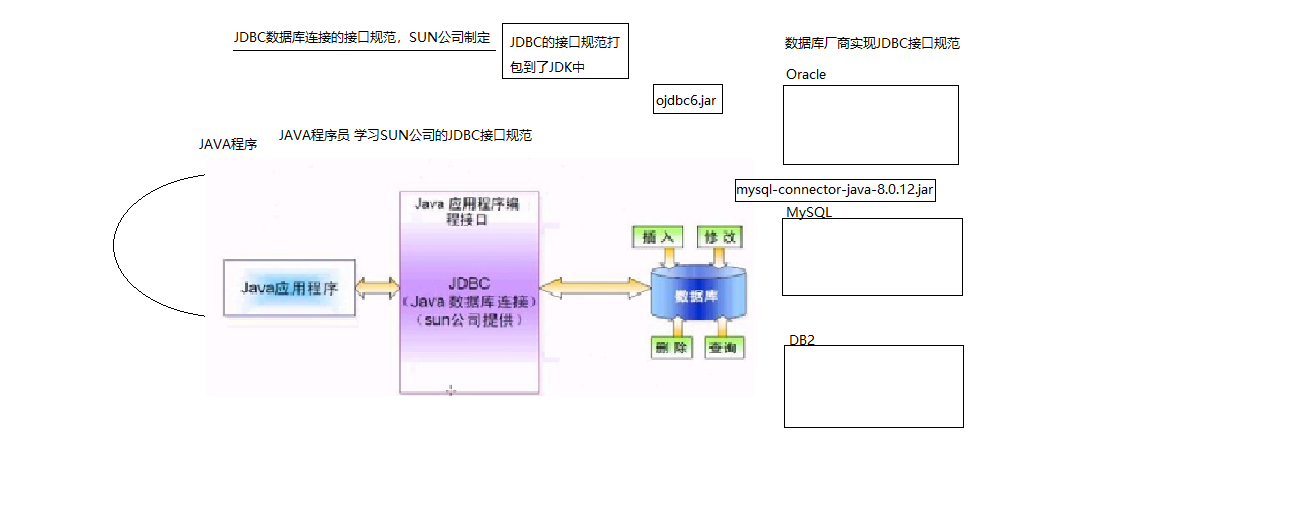 JDBC数据库连接的接口规范，SUN公司制定
JDBC的接口规范打
包到了JDK中
数据库厂商实现JDBC接口规范
Oracle
ojdbc6.jar
JAVA程序员 学习SUN公司的JDBC接口规范
JAVA程序
mysql-connector-java-8.0.12.jar
MySQL
Java 应用程序编
程接口
插 入
修 改
Java应用程序
JDBC
（Java 数据库连接）
（sun公司提供）
数据库
删 除
查询
DB2